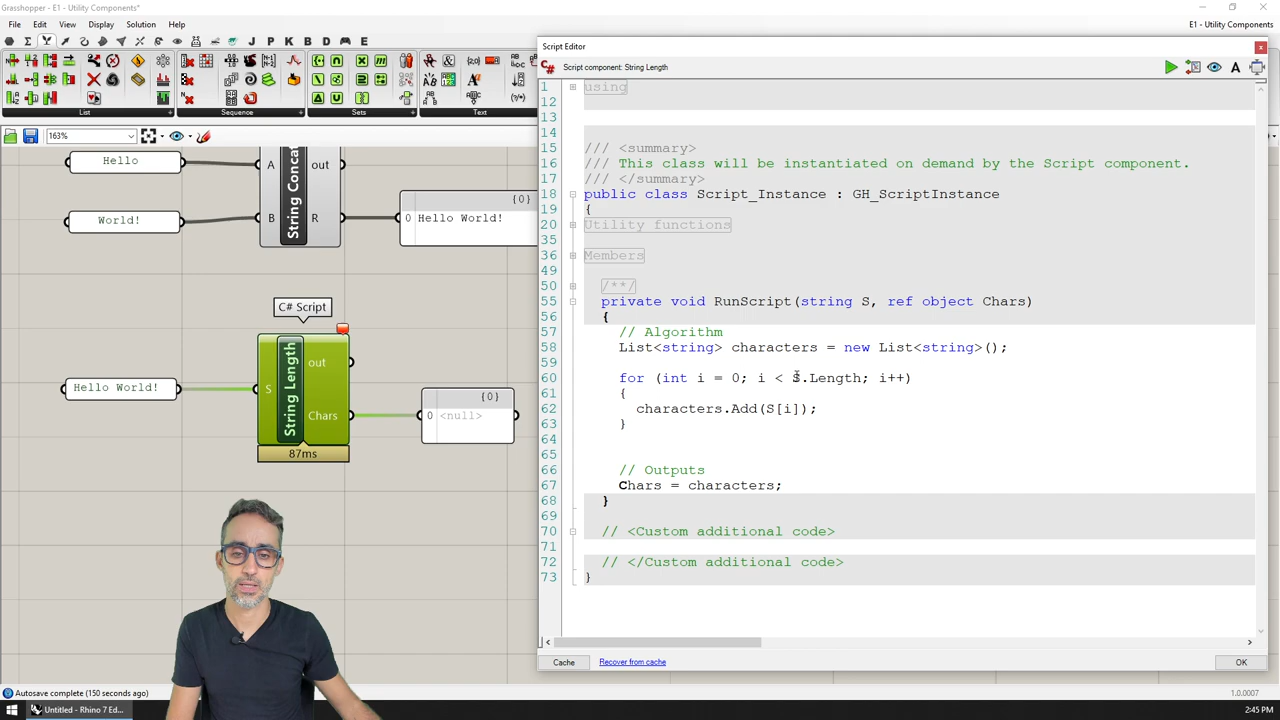 Grasshopper - E1 - Utility Components*
File Edit View Display Solution Help
E1 - Utility Components
J P K B D E
List Sequence Sets Text
163%
Hello
World!
A
B
String Conca
out
R
{0}
0 Hello World!
C# Script
Hello World!
S
String Length
out
Chars
87ms
{0}
0 <null>
Script Editor
Script component: String Length
1 using
12
13
14
15 /// <summary>
16 /// This class will be instantiated on demand by the Script component.
17 /// </summary>
18 public class Script_Instance : GH_ScriptInstance
19 {
20 Utility functions
35
36 Members
49
50 /**/
55 private void RunScript(string S, ref object Chars)
56 {
57 // Algorithm
58 List<string> characters = new List<string>();
59
60 for (int i = 0; i < S.Length; i++)
61 {
62 characters.Add(S[i]);
63 }
64
65
66 // Outputs
67 Chars = characters;
68 }
69
70 // <Custom additional code>
71
72 // </Custom additional code>
73 }
Cache Recover from cache OK
Autosave complete (150 seconds ago)
1.0.0007
Untitled - Rhino 7 Ed...
2:45 PM